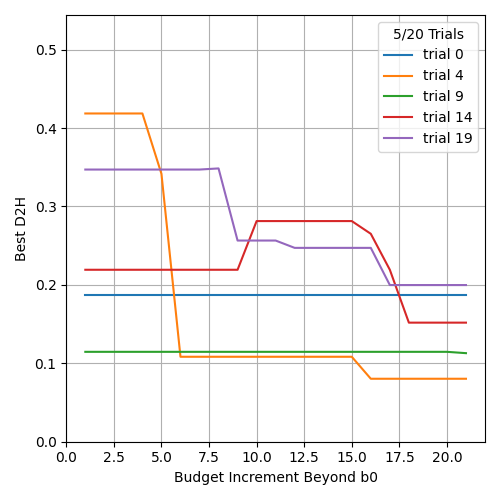 5/20 Trials
trial 0
trial 4
trial 9
trial 14
trial 19
Best D2H
0.5
0.4
0.3
0.2
0.1
0.0
0.0 2.5 5.0 7.5 10.0 12.5 15.0 17.5 20.0
Budget Increment Beyond b0